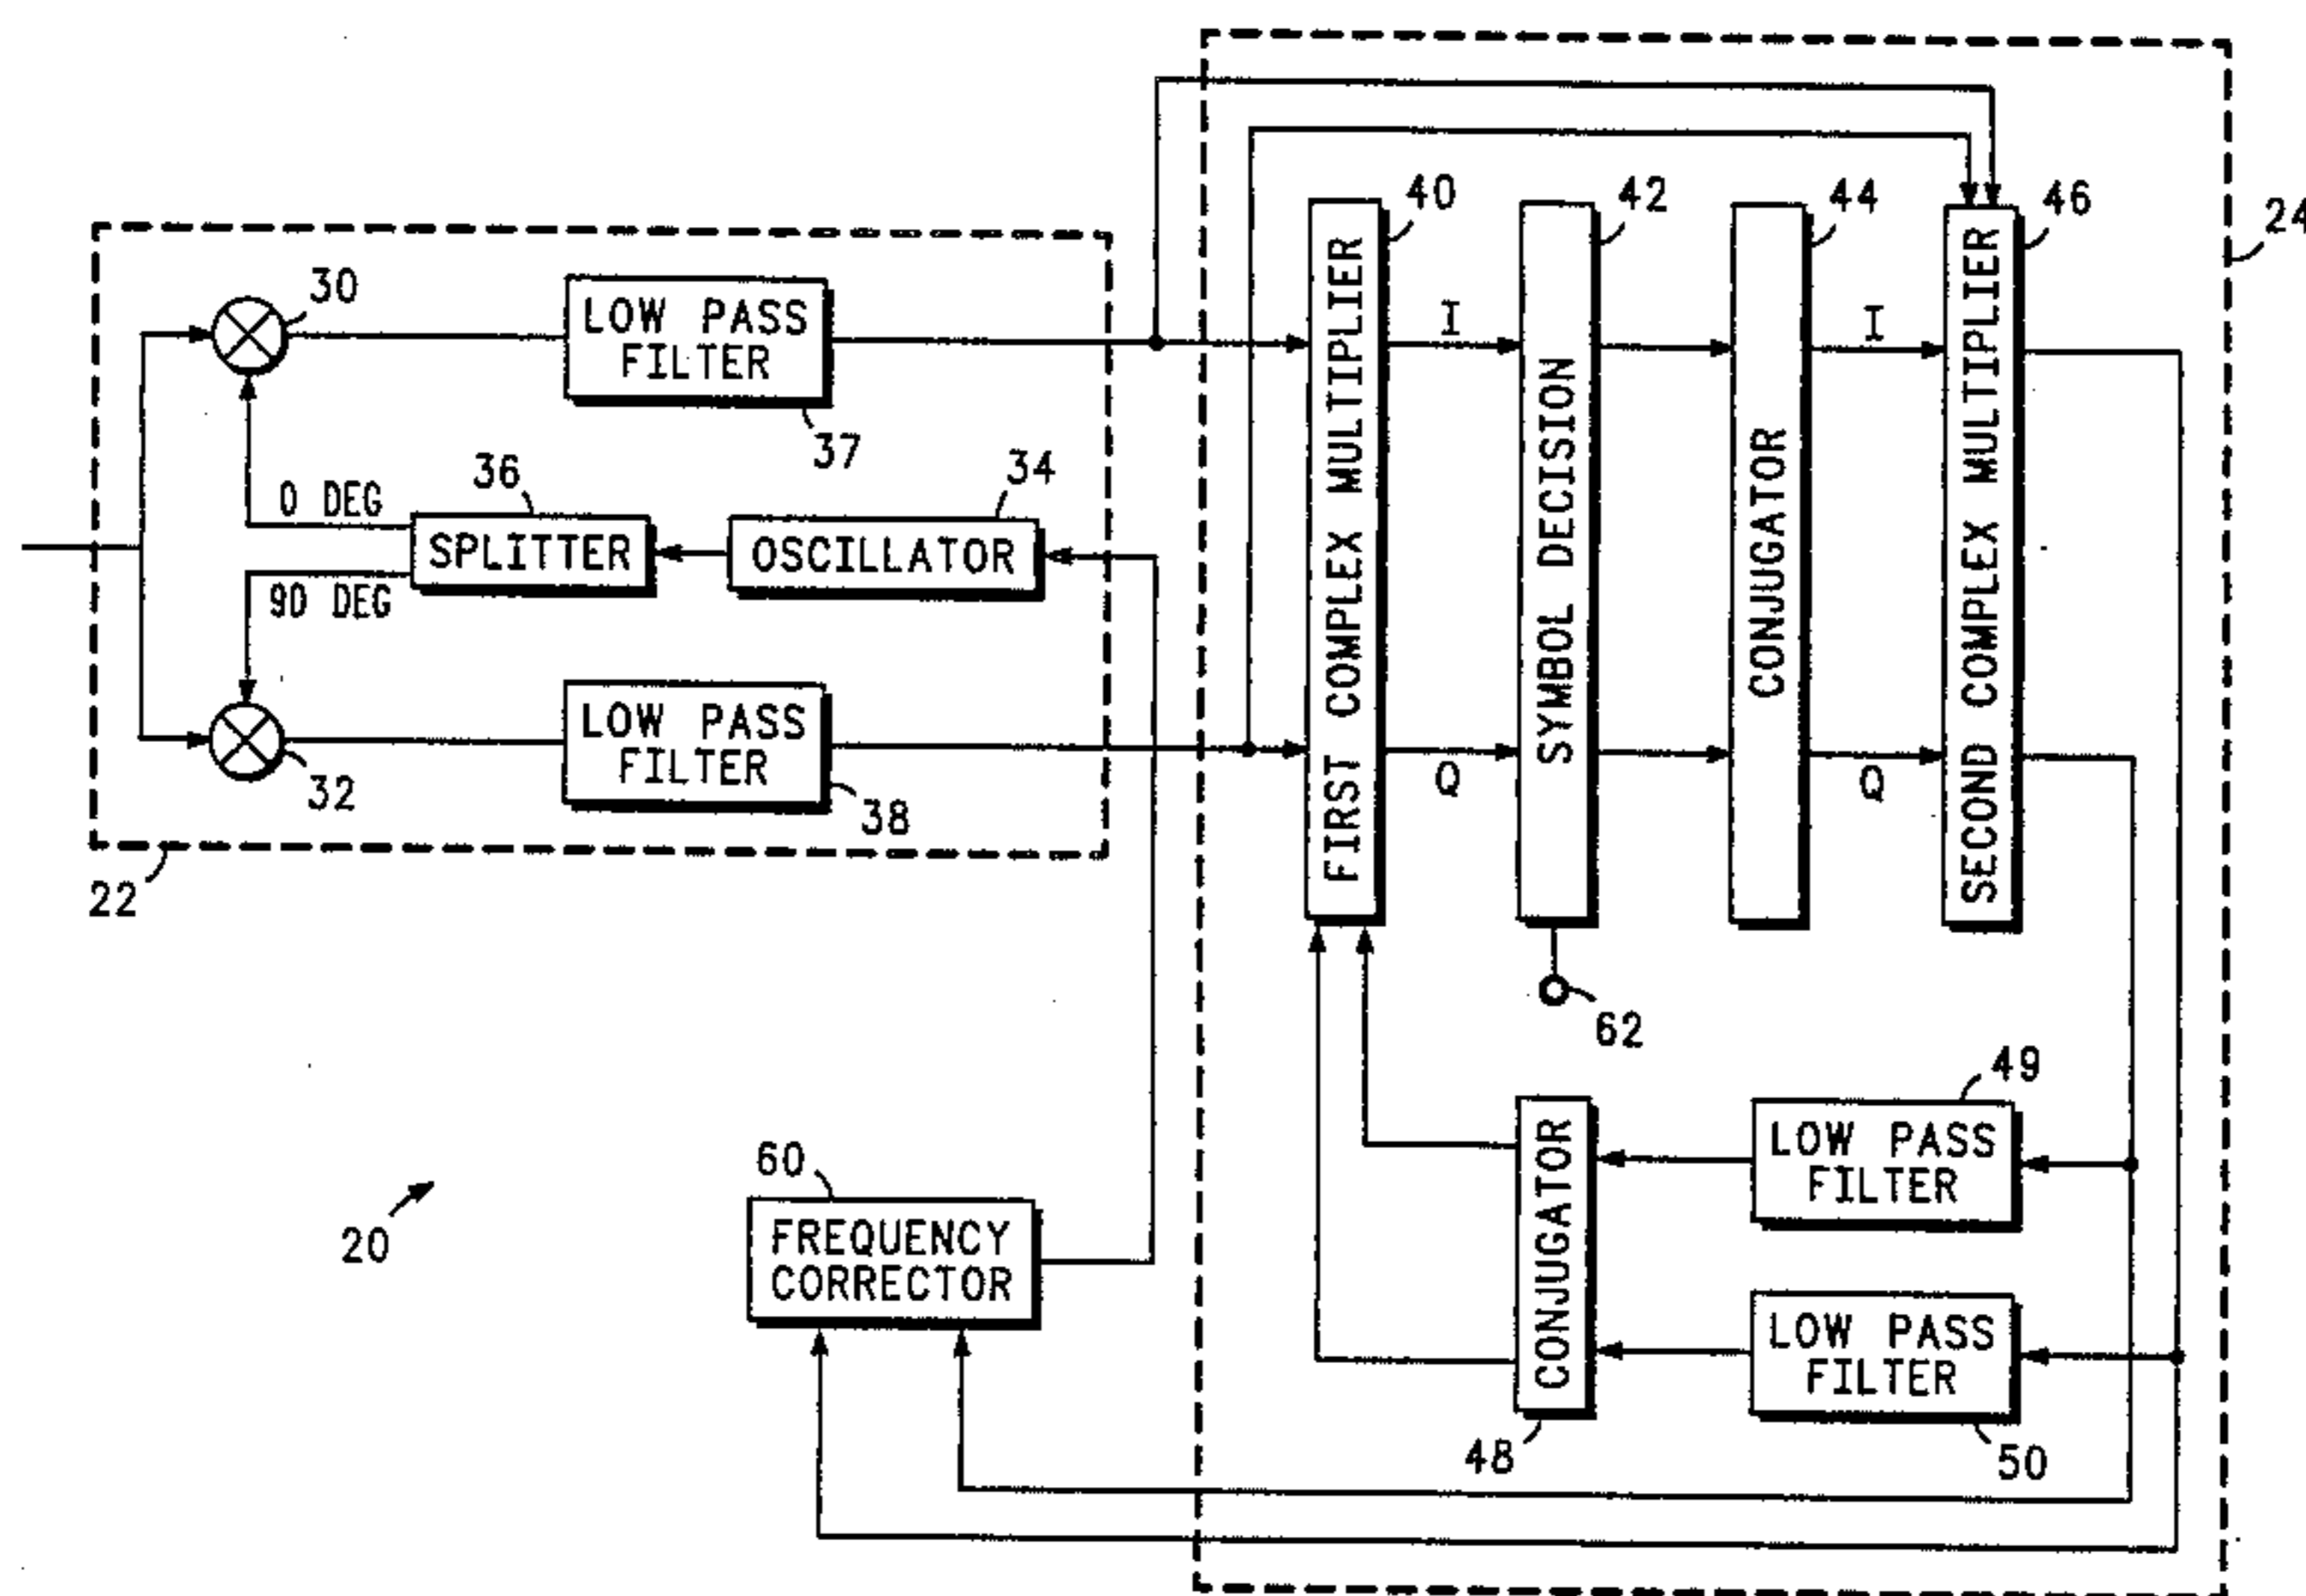 24
40
42
44
46
30
LOW PASS
FILTER
I
I
37
36
34
0 DEG
SPLITTER
OSCILLATOR
90 DEG
FIRST COMPLEX MULTIPLIER
SYMBOL DECISION
CONJUGATOR
SECOND COMPLEX MULTIPLIER
LOW PASS
FILTER
Q
Q
32
38
22
62
49
LOW PASS
FILTER
60
FREQUENCY
CORRECTOR
20
CONJUGATOR
LOW PASS
FILTER
48
50